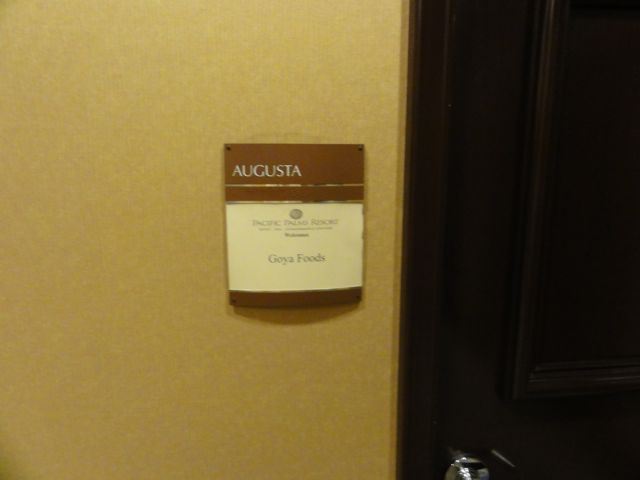 AUGUSTA
PACIFIC PALMS RESORT
Welcomes
Goya Foods